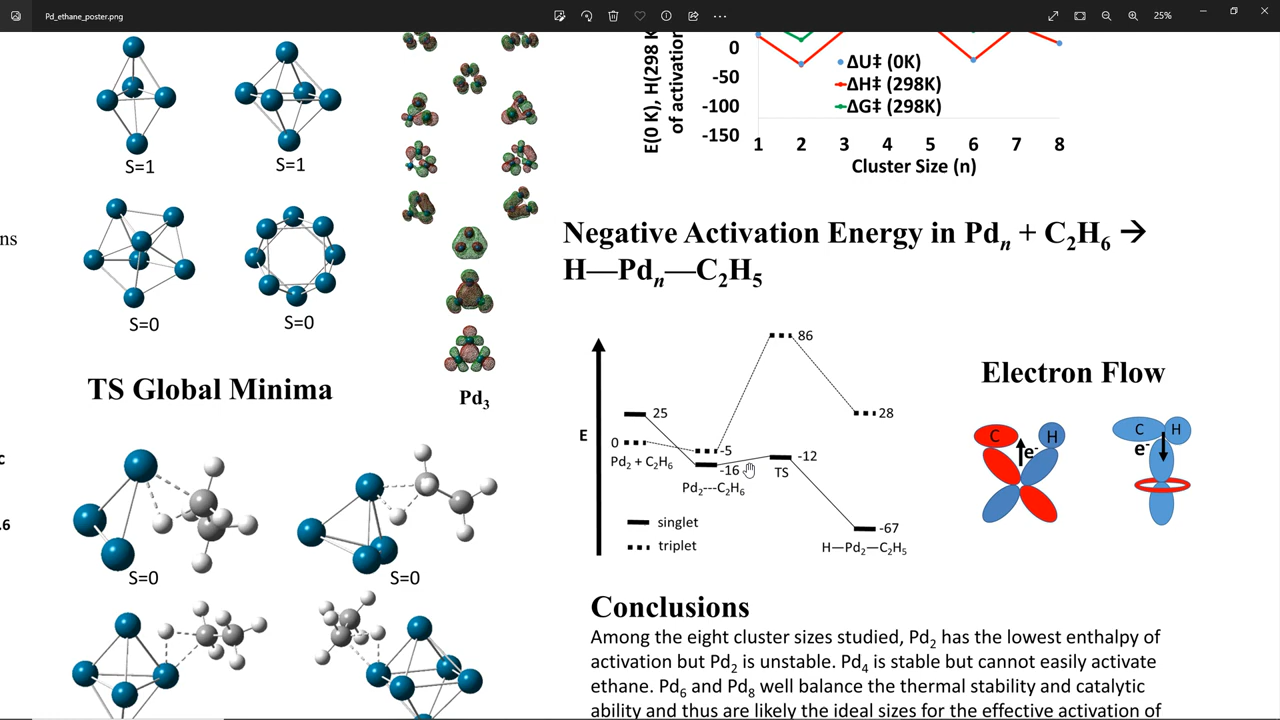 Pd_ethane_poster.png
25%
S=1
S=1
ns
S=0
S=0
TS Global Minima
Pd₃
c
.6
S=0
S=0
E(0 K), H(298 K
of activation
0
-50
-100
-150
ΔU‡ (0K)
ΔH‡ (298K)
ΔG‡ (298K)
1 2 3 4 5 6 7 8
Cluster Size (n)
Negative Activation Energy in Pdₙ + C₂H₆ →
H—Pdₙ—C₂H₅
E
86
25
28
0
-5
Pd₂ + C₂H₆
-16
-12
TS
Pd₂---C₂H₆
singlet
-67
triplet
H—Pd₂—C₂H₅
Electron Flow
C H
e-
C H
e-
Conclusions
Among the eight cluster sizes studied, Pd₂ has the lowest enthalpy of
activation but Pd₂ is unstable. Pd₄ is stable but cannot easily activate
ethane. Pd₆ and Pd₈ well balance the thermal stability and catalytic
ability and thus are likely the ideal sizes for the effective activation of